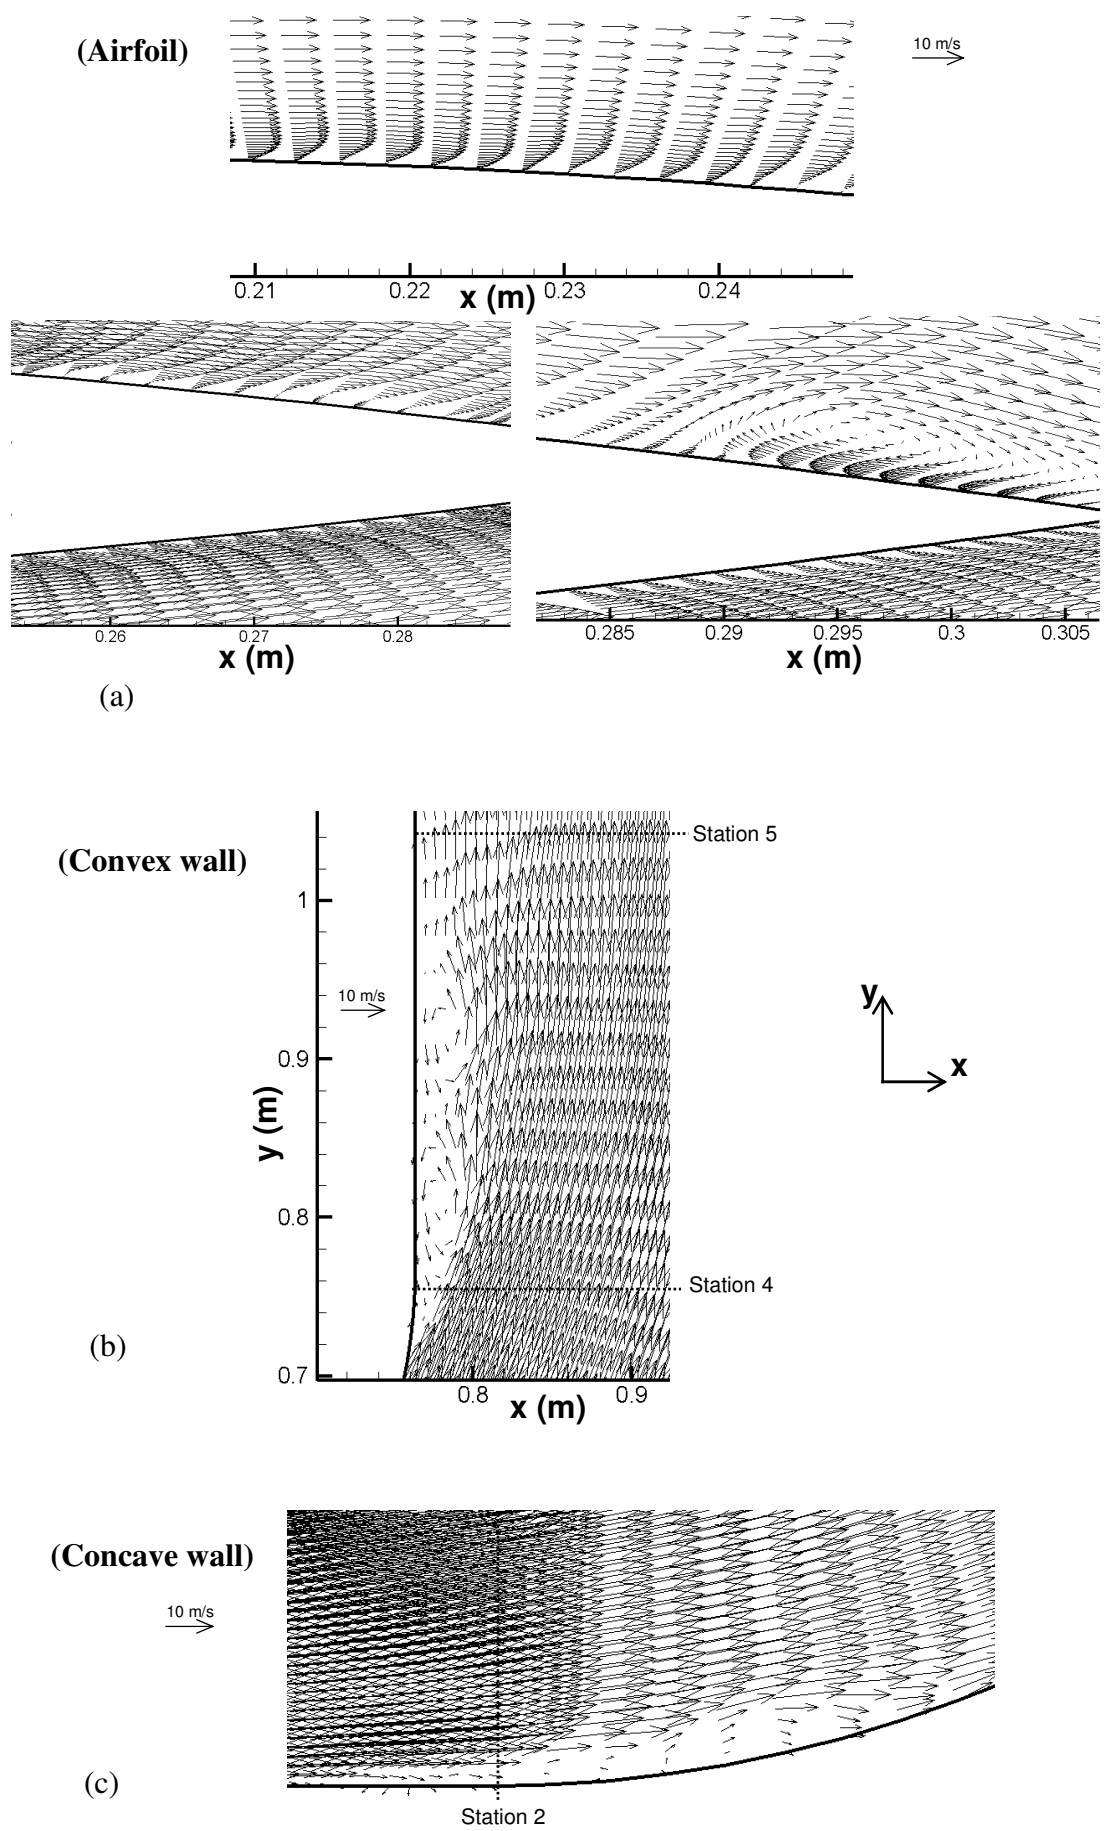 (Airfoil)
10 m/s
0.21 0.22 0.23 0.24
x (m)
0.26 0.27 0.28
x (m)
0.285 0.29 0.295 0.3 0.305
x (m)
(a)
(Convex wall)
Station 5
1
10 m/s
0.9
y (m)
0.8
Station 4
0.7
0.8 0.9
x (m)
y
x
(b)
(Concave wall)
10 m/s
(c)
Station 2